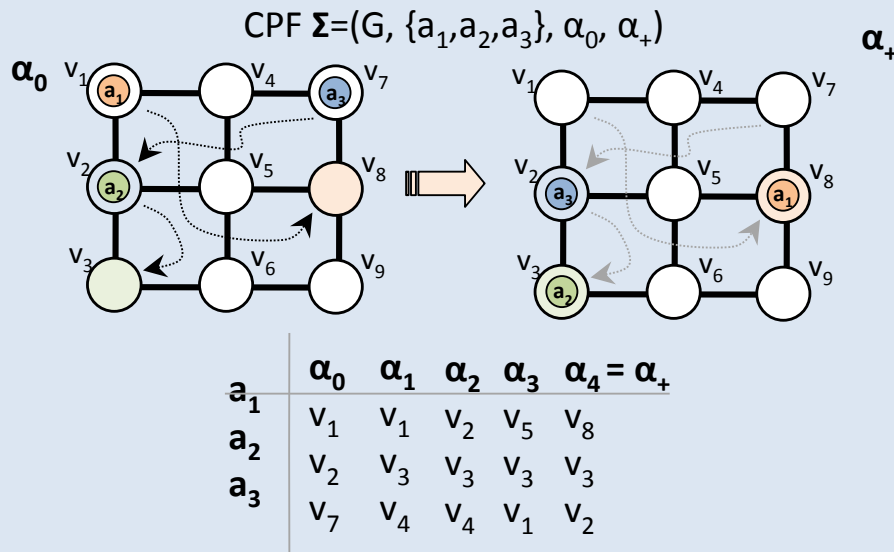 CPF Σ=(G, {a₁,a₂,a₃}, α₀, α₊)
α₀
α₊
v₁ v₄ v₇
a₁ a₃
v₂ v₅ v₈
a₂
v₃ v₆ v₉
v₁ v₄ v₇
v₂ v₅ v₈
a₃ a₁
v₃ v₆ v₉
a₂
α₀ α₁ α₂ α₃ α₄ = α₊
a₁ v₁ v₁ v₂ v₅ v₈
a₂ v₂ v₃ v₃ v₃ v₃
a₃ v₇ v₄ v₄ v₁ v₂